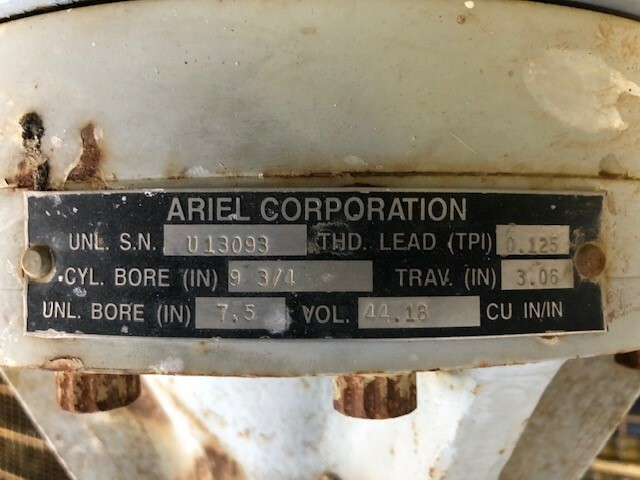 ARIEL CORPORATION
UNL. S.N. U13093 THD. LEAD (TPI) 0.125
CYL. BORE (IN) 9 3/4 TRAV. (IN) 3.06
UNL. BORE (IN) 7.5 VOL. 44.18 CU IN/IN